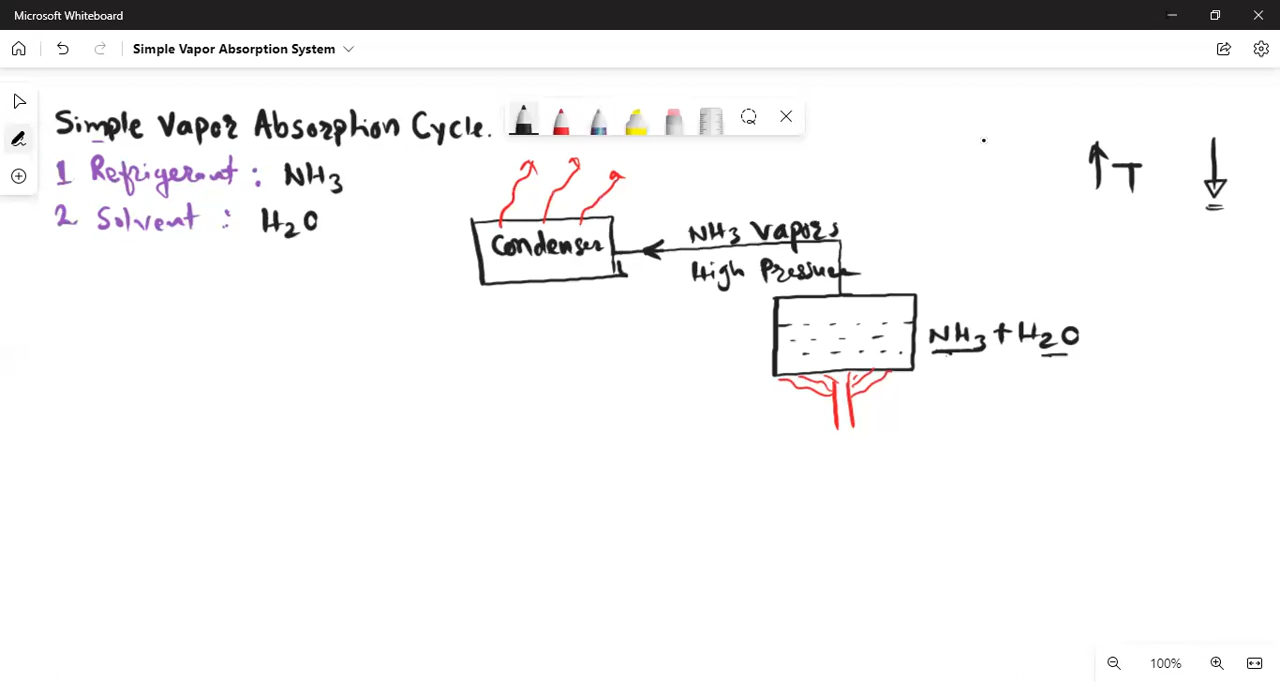 Microsoft Whiteboard
Simple Vapor Absorption System
Simple Vapor Absorption Cycle.
1 Refrigerant : NH3
2 Solvent : H2O
↑T ↓
Condenser
NH3 Vapors
High Pressure
NH3 + H2O
100%